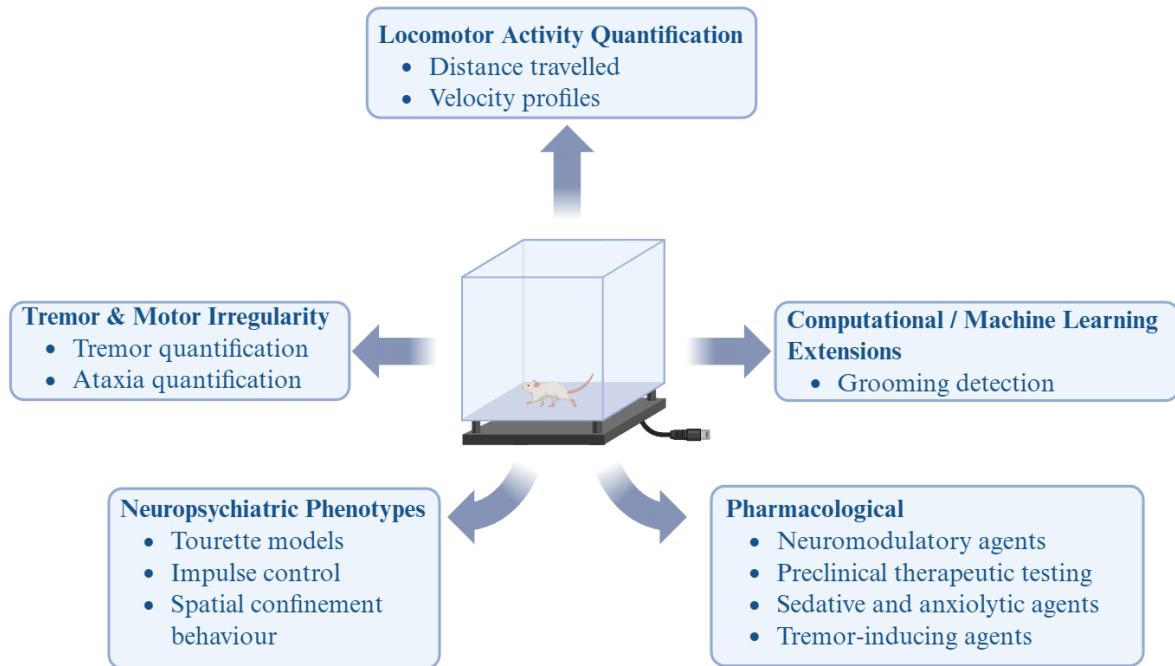 Locomotor Activity Quantification
• Distance travelled
• Velocity profiles
Tremor & Motor Irregularity
• Tremor quantification
• Ataxia quantification
Computational / Machine Learning
Extensions
• Grooming detection
Neuropsychiatric Phenotypes
• Tourette models
• Impulse control
• Spatial confinement
behaviour
Pharmacological
• Neuromodulatory agents
• Preclinical therapeutic testing
• Sedative and anxiolytic agents
• Tremor-inducing agents